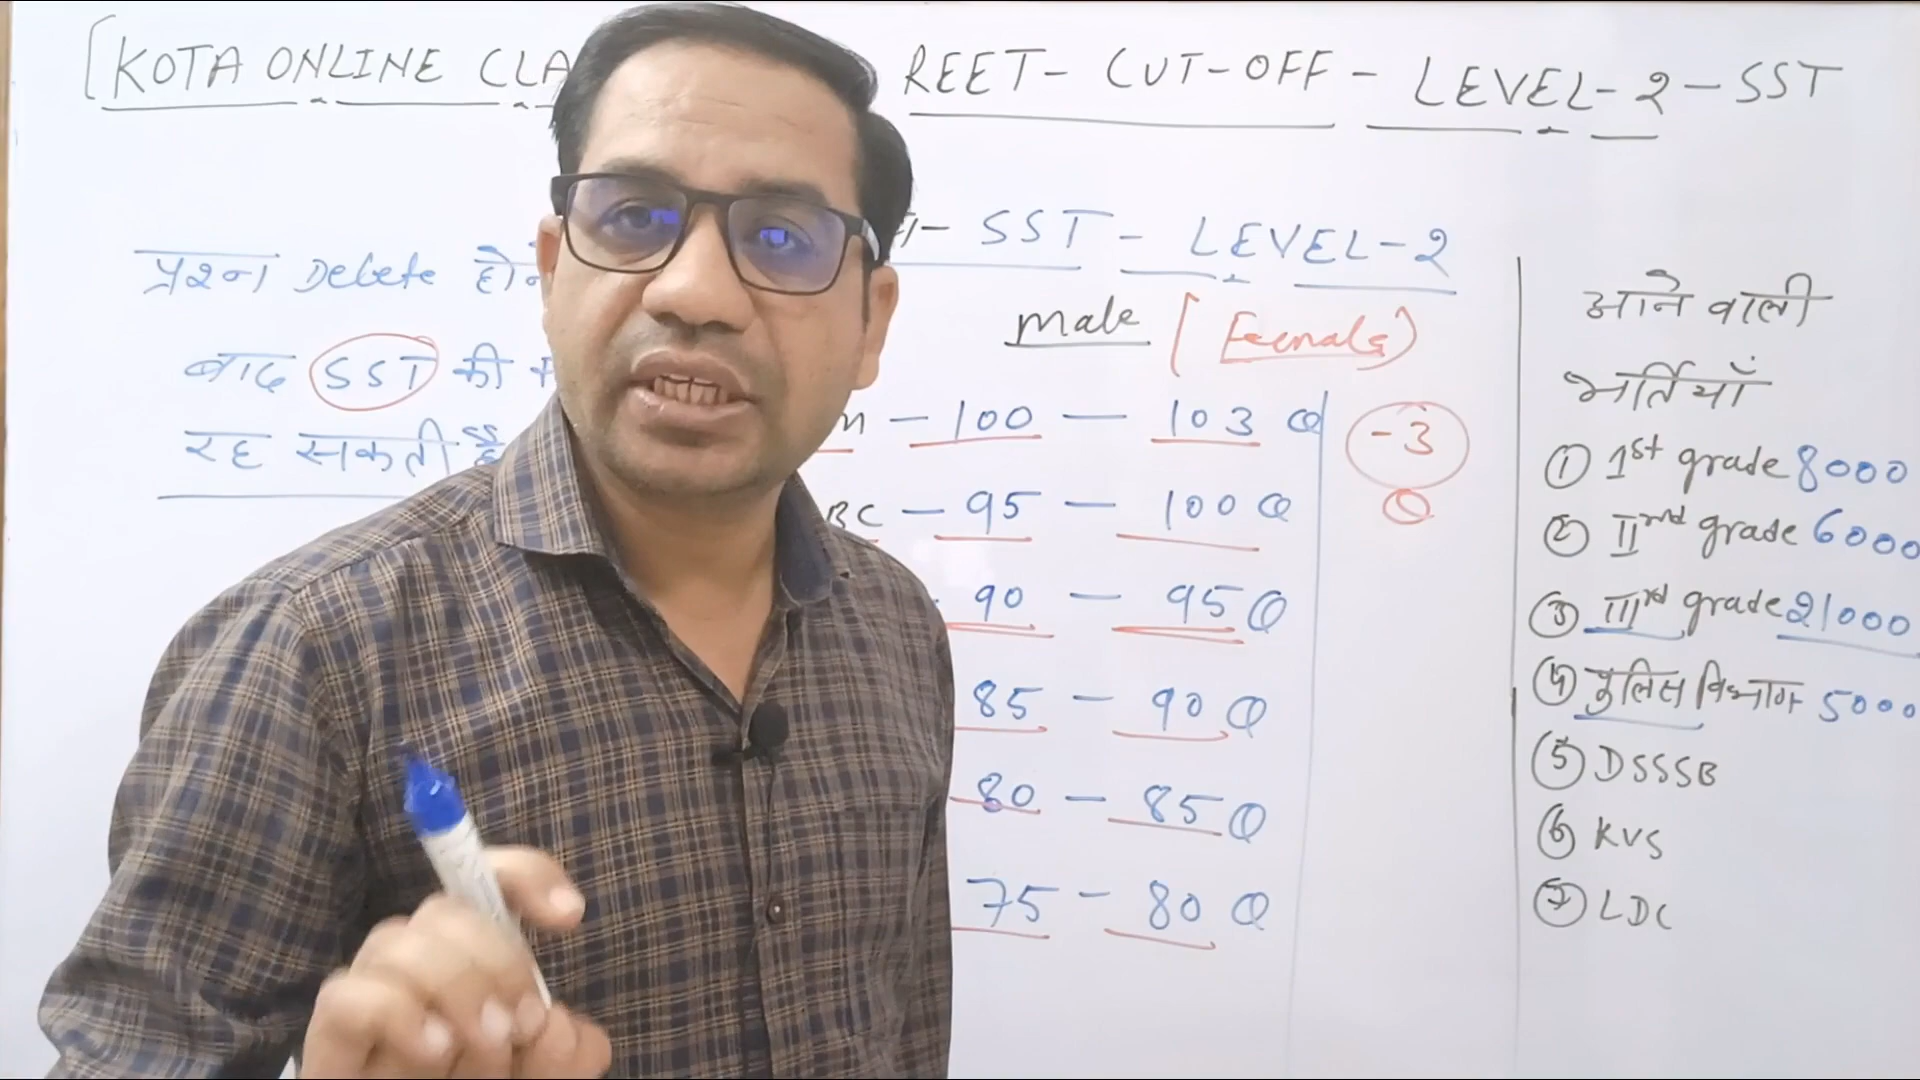 [KOTA ONLINE CLA
REET- CUT-OFF - LEVEL-2-SST
- SST - LEVEL-2
प्रश्न Delete
बाद SST की
रह सकती है
male (Female)
100 - 103 Q
-3
Q
BC - 95 - 100 Q
90 - 95 Q
85 - 90 Q
80 - 85 Q
75 - 80 Q
आने वाली
भर्तियाँ
① 1st grade 8000
② IInd grade 6000
③ IIIrd grade 21000
④ पुलिस विभाग 5000
⑤ DSSSB
⑥ KVS
⑦ LDC